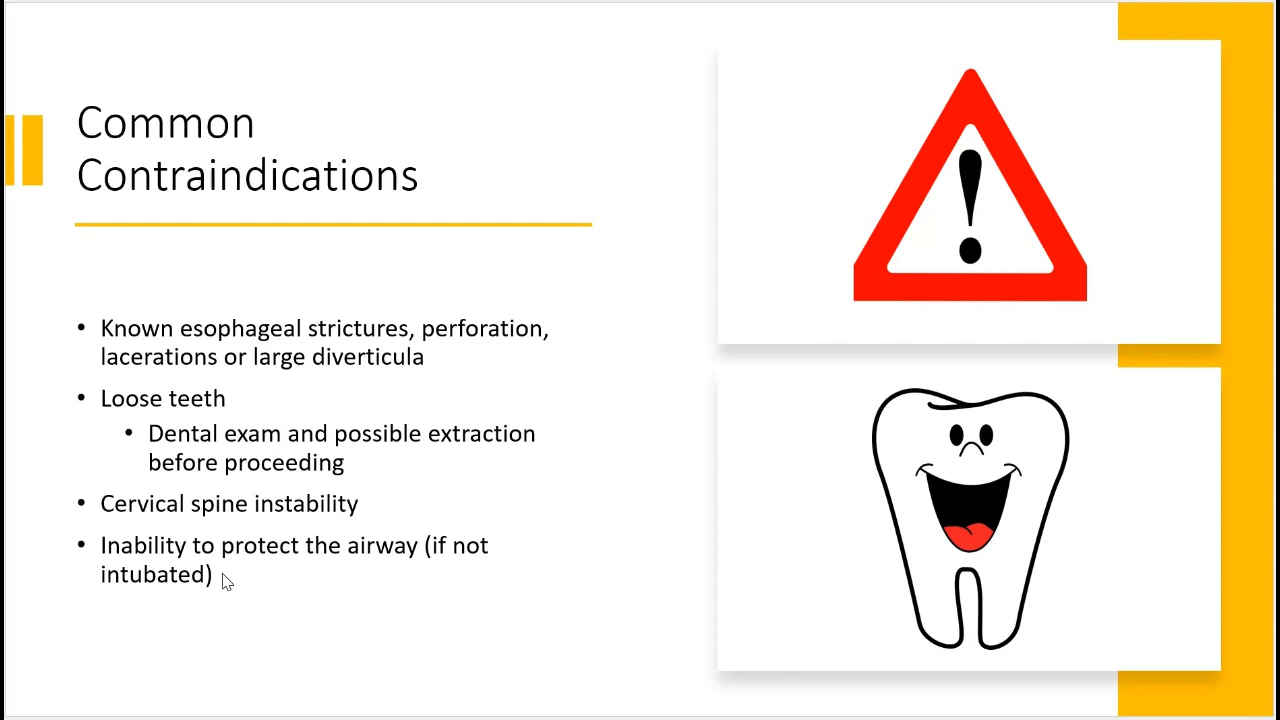 Common
Contraindications
• Known esophageal strictures, perforation,
lacerations or large diverticula
• Loose teeth
• Dental exam and possible extraction
before proceeding
• Cervical spine instability
• Inability to protect the airway (if not
intubated)
!